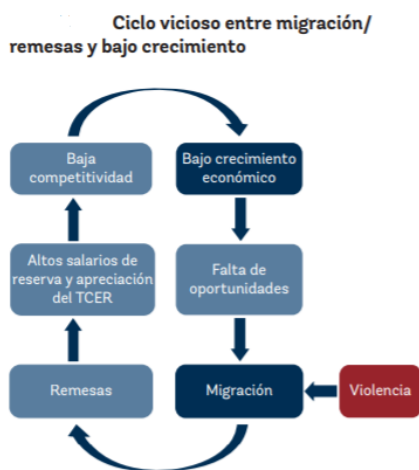 Ciclo vicioso entre migración/
remesas y bajo crecimiento
Baja
competitividad
Bajo crecimiento
económico
Altos salarios de
reserva y apreciación
del TCER
Falta de
oportunidades
Remesas
Migración
Violencia